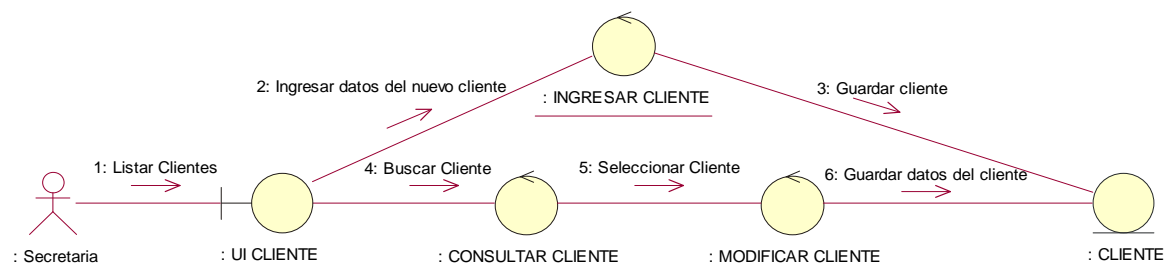 2: Ingresar datos del nuevo cliente
3: Guardar cliente
: INGRESAR CLIENTE
1: Listar Clientes
4: Buscar Cliente
5: Seleccionar Cliente
6: Guardar datos del cliente
: Secretaria
: UI CLIENTE
: CONSULTAR CLIENTE
: MODIFICAR CLIENTE
: CLIENTE